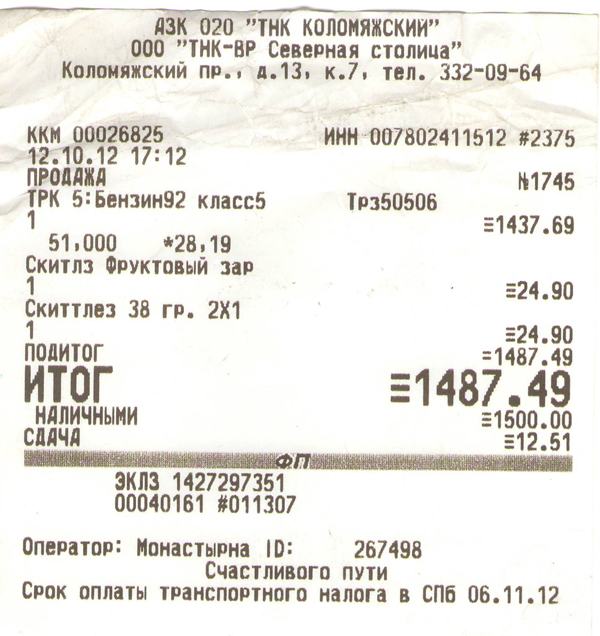 АЗК 020 "ТНК КОЛОМЯЖСКИЙ"
ООО "ТНК-ВР Северная столица"
Коломяжский пр., д.13, к.7, тел. 332-09-64
ККМ 00026825 ИНН 007802411512 #2375
12.10.12 17:12
ПРОДАЖА №1745
ТРК 5:Бензин92 класс5 Трз50506
1 ≡1437.69
51,000 *28,19
Скитлз Фруктовый зар
1 ≡24.90
Скиттлез 38 гр. 2X1
1 ≡24.90
ПОДИТОГ ≡1487.49
ИТОГ ≡1487.49
НАЛИЧНЫМИ ≡1500.00
СДАЧА ≡12.51
ФП
ЭКЛЗ 1427297351
00040161 #011307
Оператор: Монастырна ID: 267498
Счастливого пути
Срок оплаты транспортного налога в СПб 06.11.12